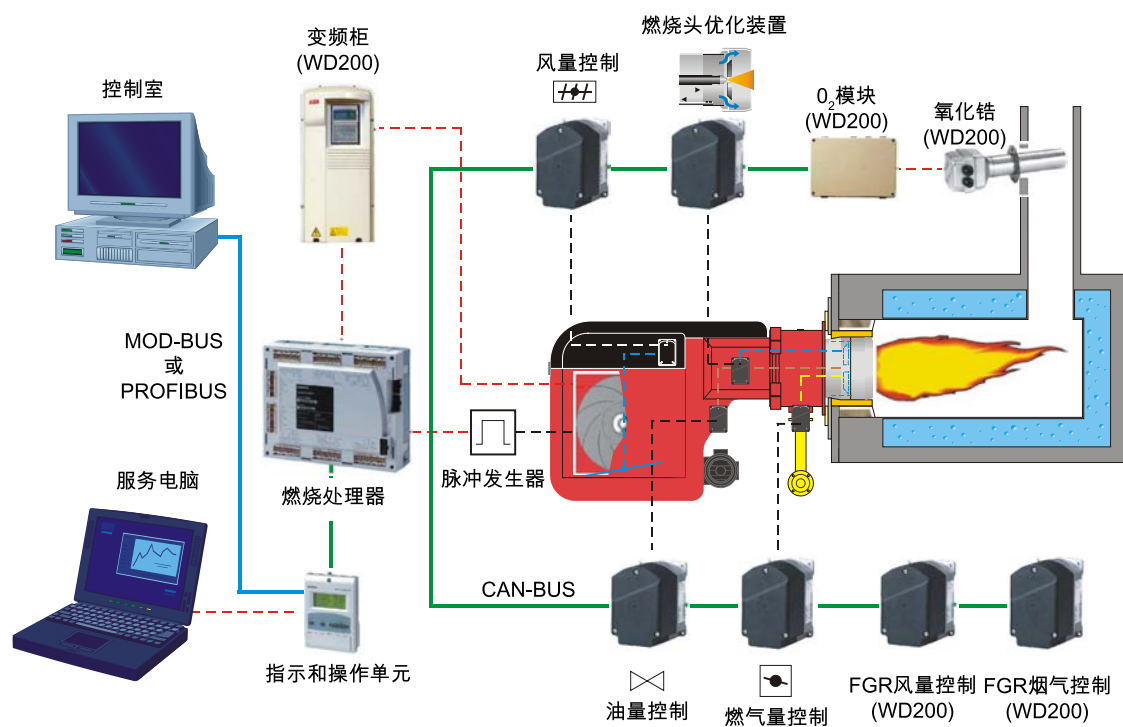 燃烧头优化装置
变频柜
(WD200)
风量控制
控制室
O₂模块
(WD200)
氧化锆
(WD200)
ABB
MOD-BUS
或
PROFIBUS
脉冲发生器
服务电脑
燃烧处理器
CAN-BUS
指示和操作单元
油量控制
燃气量控制
FGR风量控制
(WD200)
FGR烟气控制
(WD200)